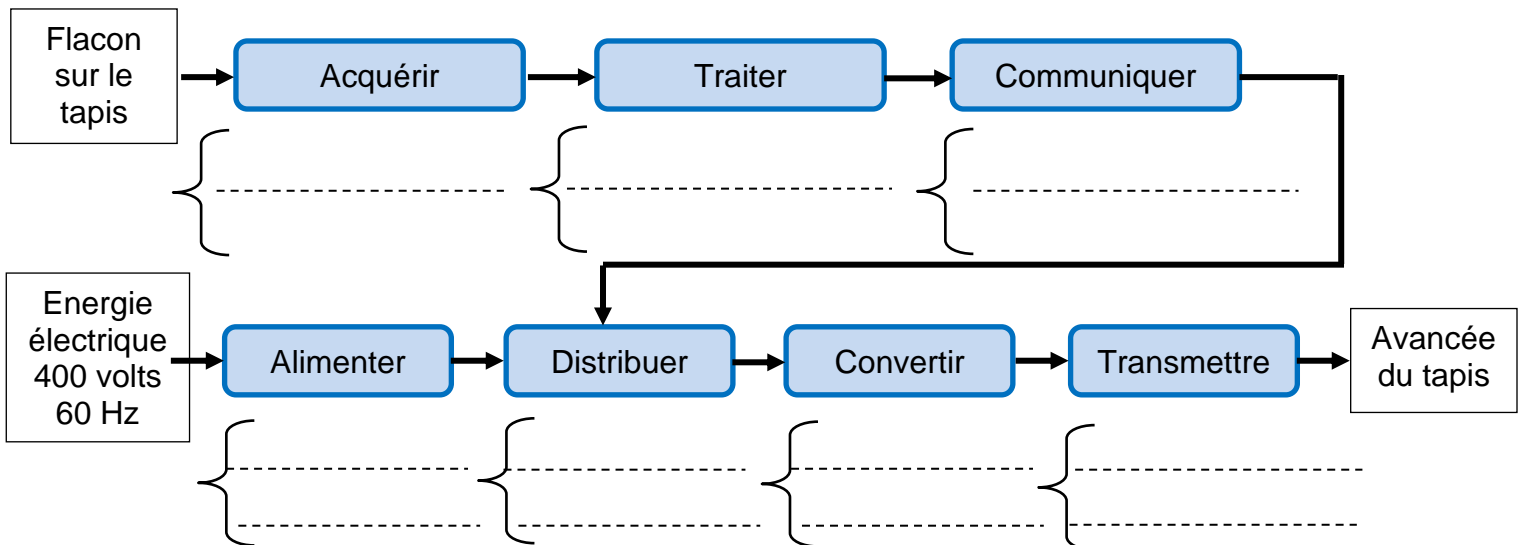 Flacon
sur le
tapis
Acquérir
Traiter
Communiquer
Energie
électrique
400 volts
60 Hz
Alimenter
Distribuer
Convertir
Transmettre
Avancée
du tapis